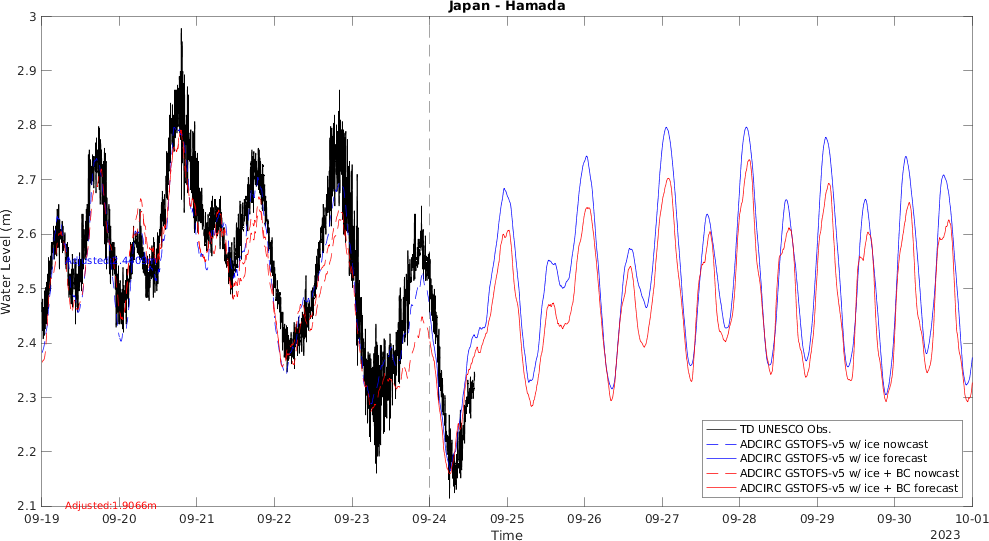 Japan - Hamada
Water Level (m)
3
2.9
2.8
2.7
2.6
2.5
2.4
2.3
2.2
2.1
Adjusted:1.9066m
09-19
09-20
09-21
09-22
09-23
09-24
09-25
09-26
09-27
09-28
09-29
09-30
10-01
Time
2023
TD UNESCO Obs.
ADCIRC GSTOFS-v5 w/ ice nowcast
ADCIRC GSTOFS-v5 w/ ice forecast
ADCIRC GSTOFS-v5 w/ ice + BC nowcast
ADCIRC GSTOFS-v5 w/ ice + BC forecast